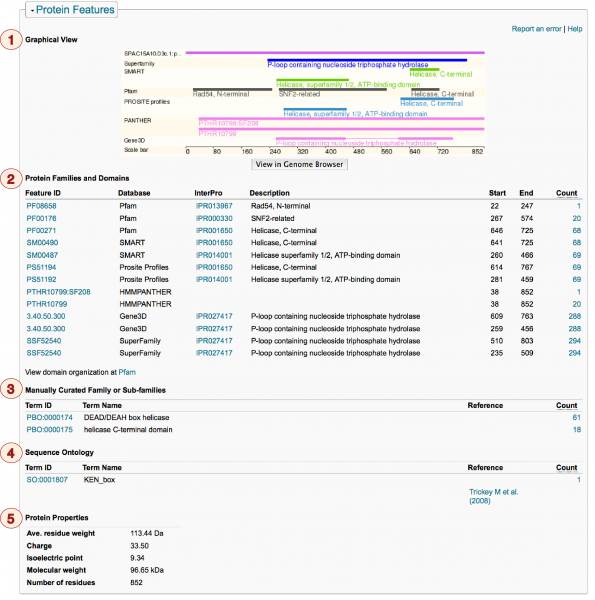 Protein Features
Report an error | Help
1 Graphical View
SPAC15A10.03c.1:p...
Superfamily
P-loop containing nucleoside triphosphate hydrolase
SMART
Helicase, C-terminal
Helicase, superfamily 1/2, ATP-binding domain
Pfam
Rad54, N-terminal SNF2-related Helicase, C-terminal
PROSITE profiles
Helicase, C-terminal
Helicase, superfamily 1/2, ATP-binding domain
PANTHER
PTHR10799:SF208
PTHR10799
Gene3D
P-loop containing nucleoside triphosphate hydrolase
Scale bar 0 80 160 240 320 400 480 560 640 720 852
View in Genome Browser
2 Protein Families and Domains
Feature ID Database InterPro Description Start End Count
PF08658 Pfam IPR013967 Rad54, N-terminal 22 247 1
PF00176 Pfam IPR000330 SNF2-related 267 574 20
PF00271 Pfam IPR001650 Helicase, C-terminal 646 725 68
SM00490 SMART IPR001650 Helicase, C-terminal 641 725 68
SM00487 SMART IPR014001 Helicase superfamily 1/2, ATP-binding domain 260 466 69
PS51194 Prosite Profiles IPR001650 Helicase, C-terminal 614 767 69
PS51192 Prosite Profiles IPR014001 Helicase superfamily 1/2, ATP-binding domain 281 459 69
PTHR10799:SF208 HMMPANTHER 38 852 1
PTHR10799 HMMPANTHER 38 852 20
3.40.50.300 Gene3D IPR027417 P-loop containing nucleoside triphosphate hydrolase 609 763 288
3.40.50.300 Gene3D IPR027417 P-loop containing nucleoside triphosphate hydrolase 259 456 288
SSF52540 SuperFamily IPR027417 P-loop containing nucleoside triphosphate hydrolase 510 803 294
SSF52540 SuperFamily IPR027417 P-loop containing nucleoside triphosphate hydrolase 235 509 294
View domain organization at Pfam
3 Manually Curated Family or Sub-families
Term ID Term Name Reference Count
PBO:0000174 DEAD/DEAH box helicase 61
PBO:0000175 helicase C-terminal domain 18
4 Sequence Ontology
Term ID Term Name Reference Count
SO:0001807 KEN_box 1
Trickey M et al.
(2008)
5 Protein Properties
Ave. residue weight 113.44 Da
Charge 33.50
Isoelectric point 9.34
Molecular weight 96.65 kDa
Number of residues 852